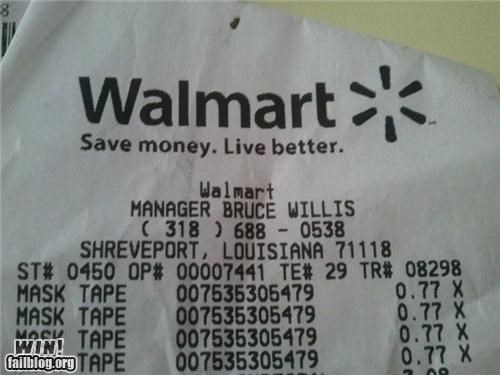 Walmart
Save money. Live better.
Walmart
MANAGER BRUCE WILLIS
( 318 ) 688 - 0538
SHREVEPORT, LOUISIANA 71118
ST# 0450 OP# 00007441 TE# 29 TR# 08298
MASK TAPE 007535305479 0.77 X
MASK TAPE 007535305479 0.77 X
MASK TAPE 007535305479 0.77 X
TAPE 007535305479 0.77 X
WIN!
failblog.org
8